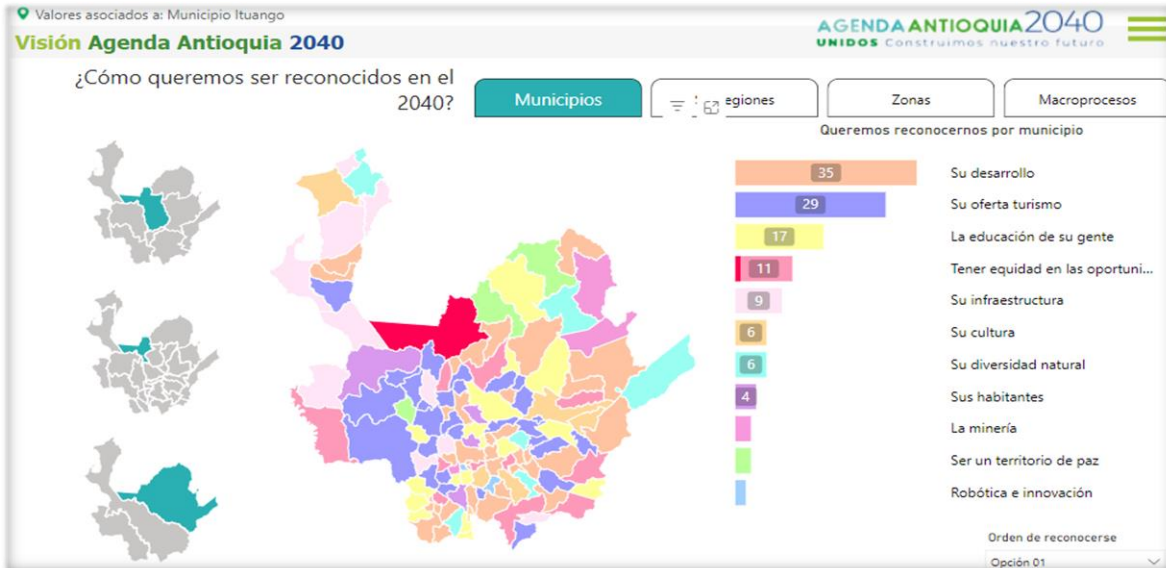 Valores asociados a: Municipio Ituango
Visión Agenda Antioquia 2040
AGENDA ANTIOQUIA 2040
UNIDOS Construimos nuestro futuro
¿Cómo queremos ser reconocidos en el
2040?
Municipios
egiones
Zonas
Macroprocesos
Queremos reconocernos por municipio
35 Su desarrollo
29 Su oferta turismo
17 La educación de su gente
11 Tener equidad en las oportuni...
9 Su infraestructura
6 Su cultura
6 Su diversidad natural
4 Sus habitantes
La minería
Ser un territorio de paz
Robótica e innovación
Orden de reconocerse
Opción 01